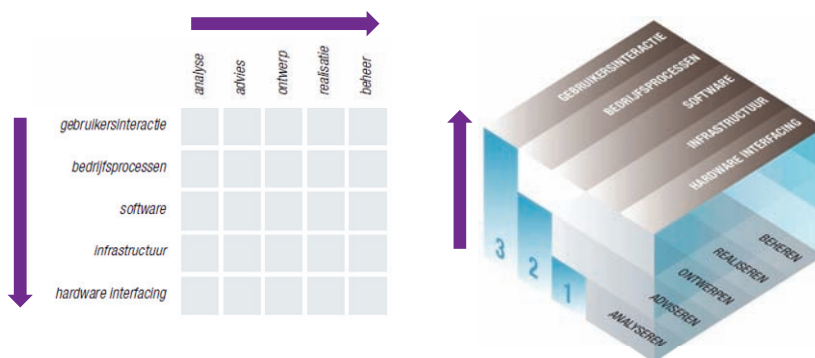 analyse
advies
ontwerp
realisatie
beheer
gebruikersinteractie
bedrijfsprocessen
software
infrastructuur
hardware interfacing
GEBRUIKERSINTERACTIE
BEDRIJFSPROCESSEN
SOFTWARE
INFRASTRUCTUUR
HARDWARE INTERFACING
3
2
1
ANALYSEREN
ADVISEREN
ONTWERPEN
REALISEREN
BEHEREN